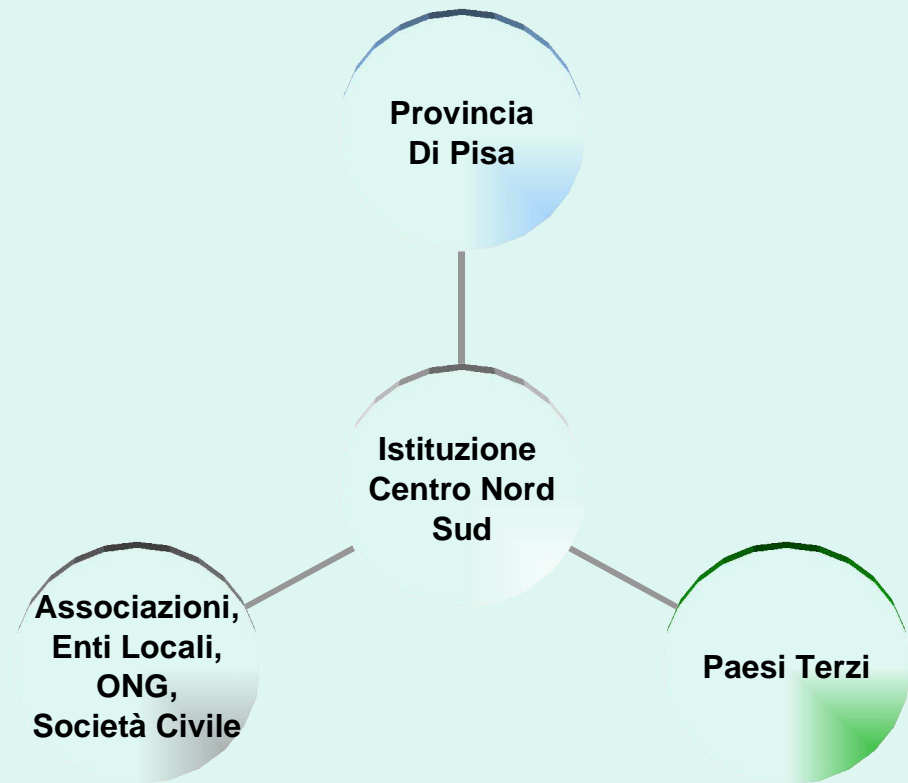 Provincia
Di Pisa
Istituzione
Centro Nord
Sud
Associazioni,
Enti Locali,
ONG,
Società Civile
Paesi Terzi